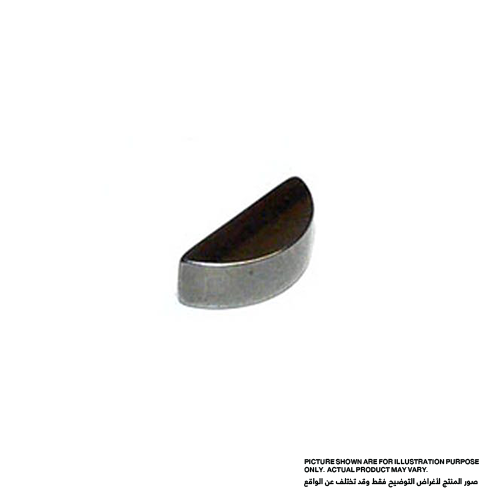 PICTURE SHOWN ARE FOR ILLUSTRATION PURPOSE
ONLY. ACTUAL PRODUCT MAY VARY.
صور المنتج لأغراض التوضيح فقط وقد تختلف عن الواقع